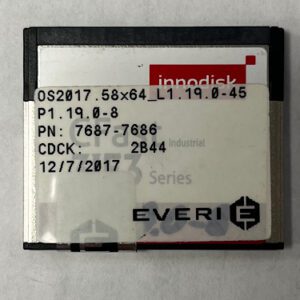 innodisk
OS2017.58x64_L1.19.0-45
P1.19.0-8
PN: 7687-7686
Industrial
CDCK: 2B44
12/7/2017
Series
EVERI